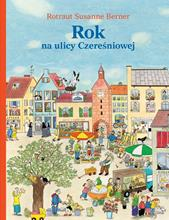 Rotraut Susanne Berner
Rok
na ulicy Czereśniowej